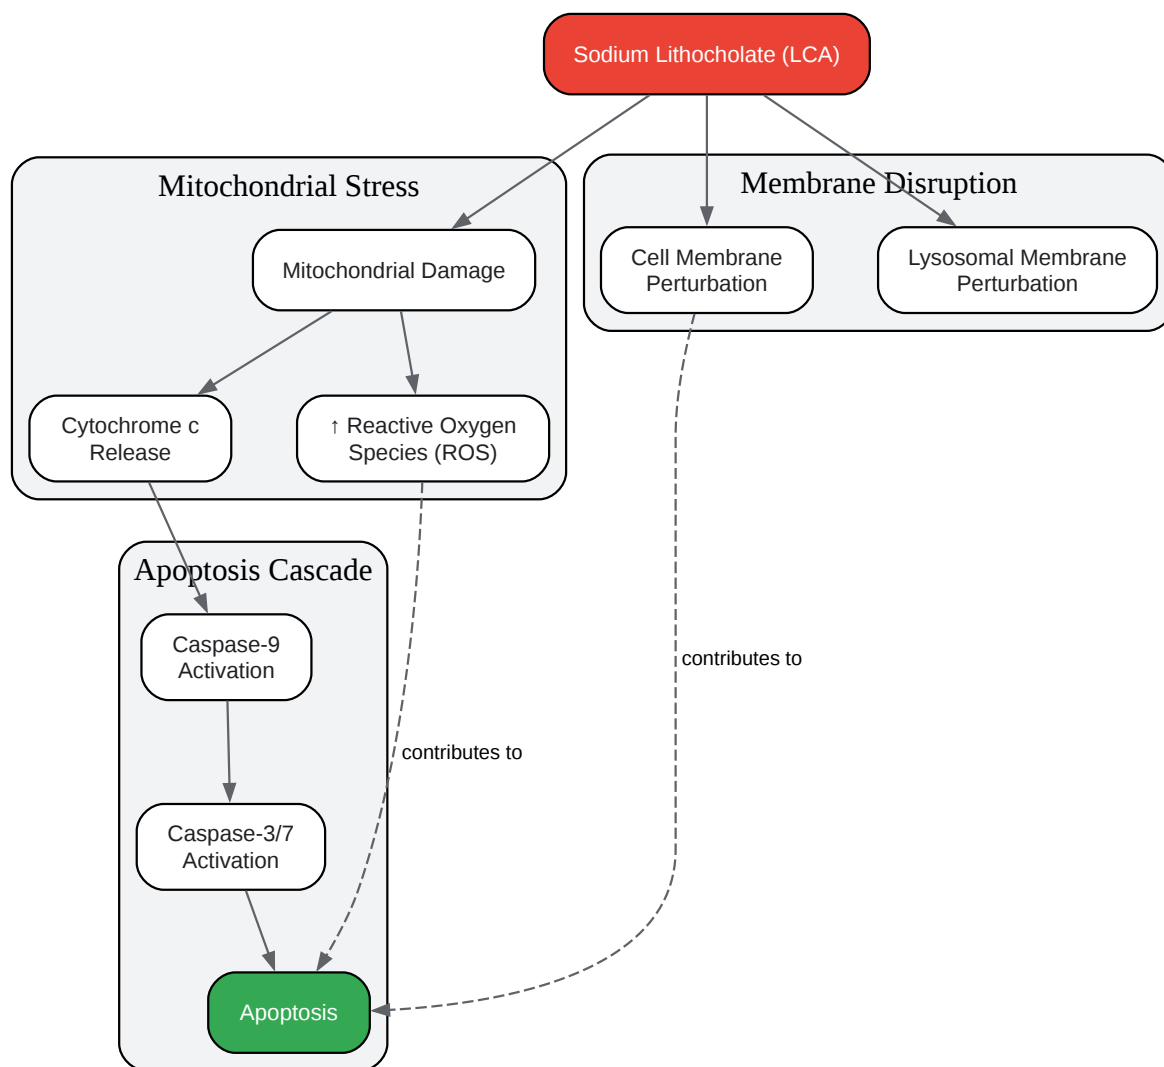 Sodium Lithocholate (LCA)
Mitochondrial Stress
Membrane Disruption
Mitochondrial Damage
Cell Membrane
Perturbation
Lysosomal Membrane
Perturbation
Cytochrome c
Release
↑ Reactive Oxygen
Species (ROS)
Apoptosis Cascade
Caspase-9
Activation
contributes to
contributes to
Caspase-3/7
Activation
Apoptosis